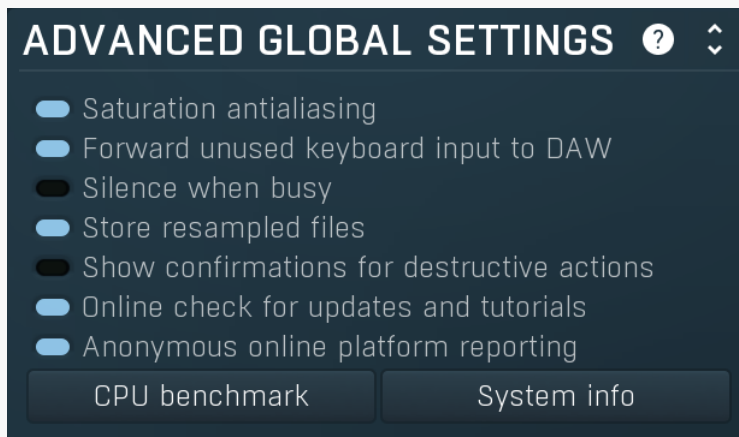 ADVANCED GLOBAL SETTINGS ?
Saturation antialiasing
Forward unused keyboard input to DAW
Silence when busy
Store resampled files
Show confirmations for destructive actions
Online check for updates and tutorials
Anonymous online platform reporting
CPU benchmark System info